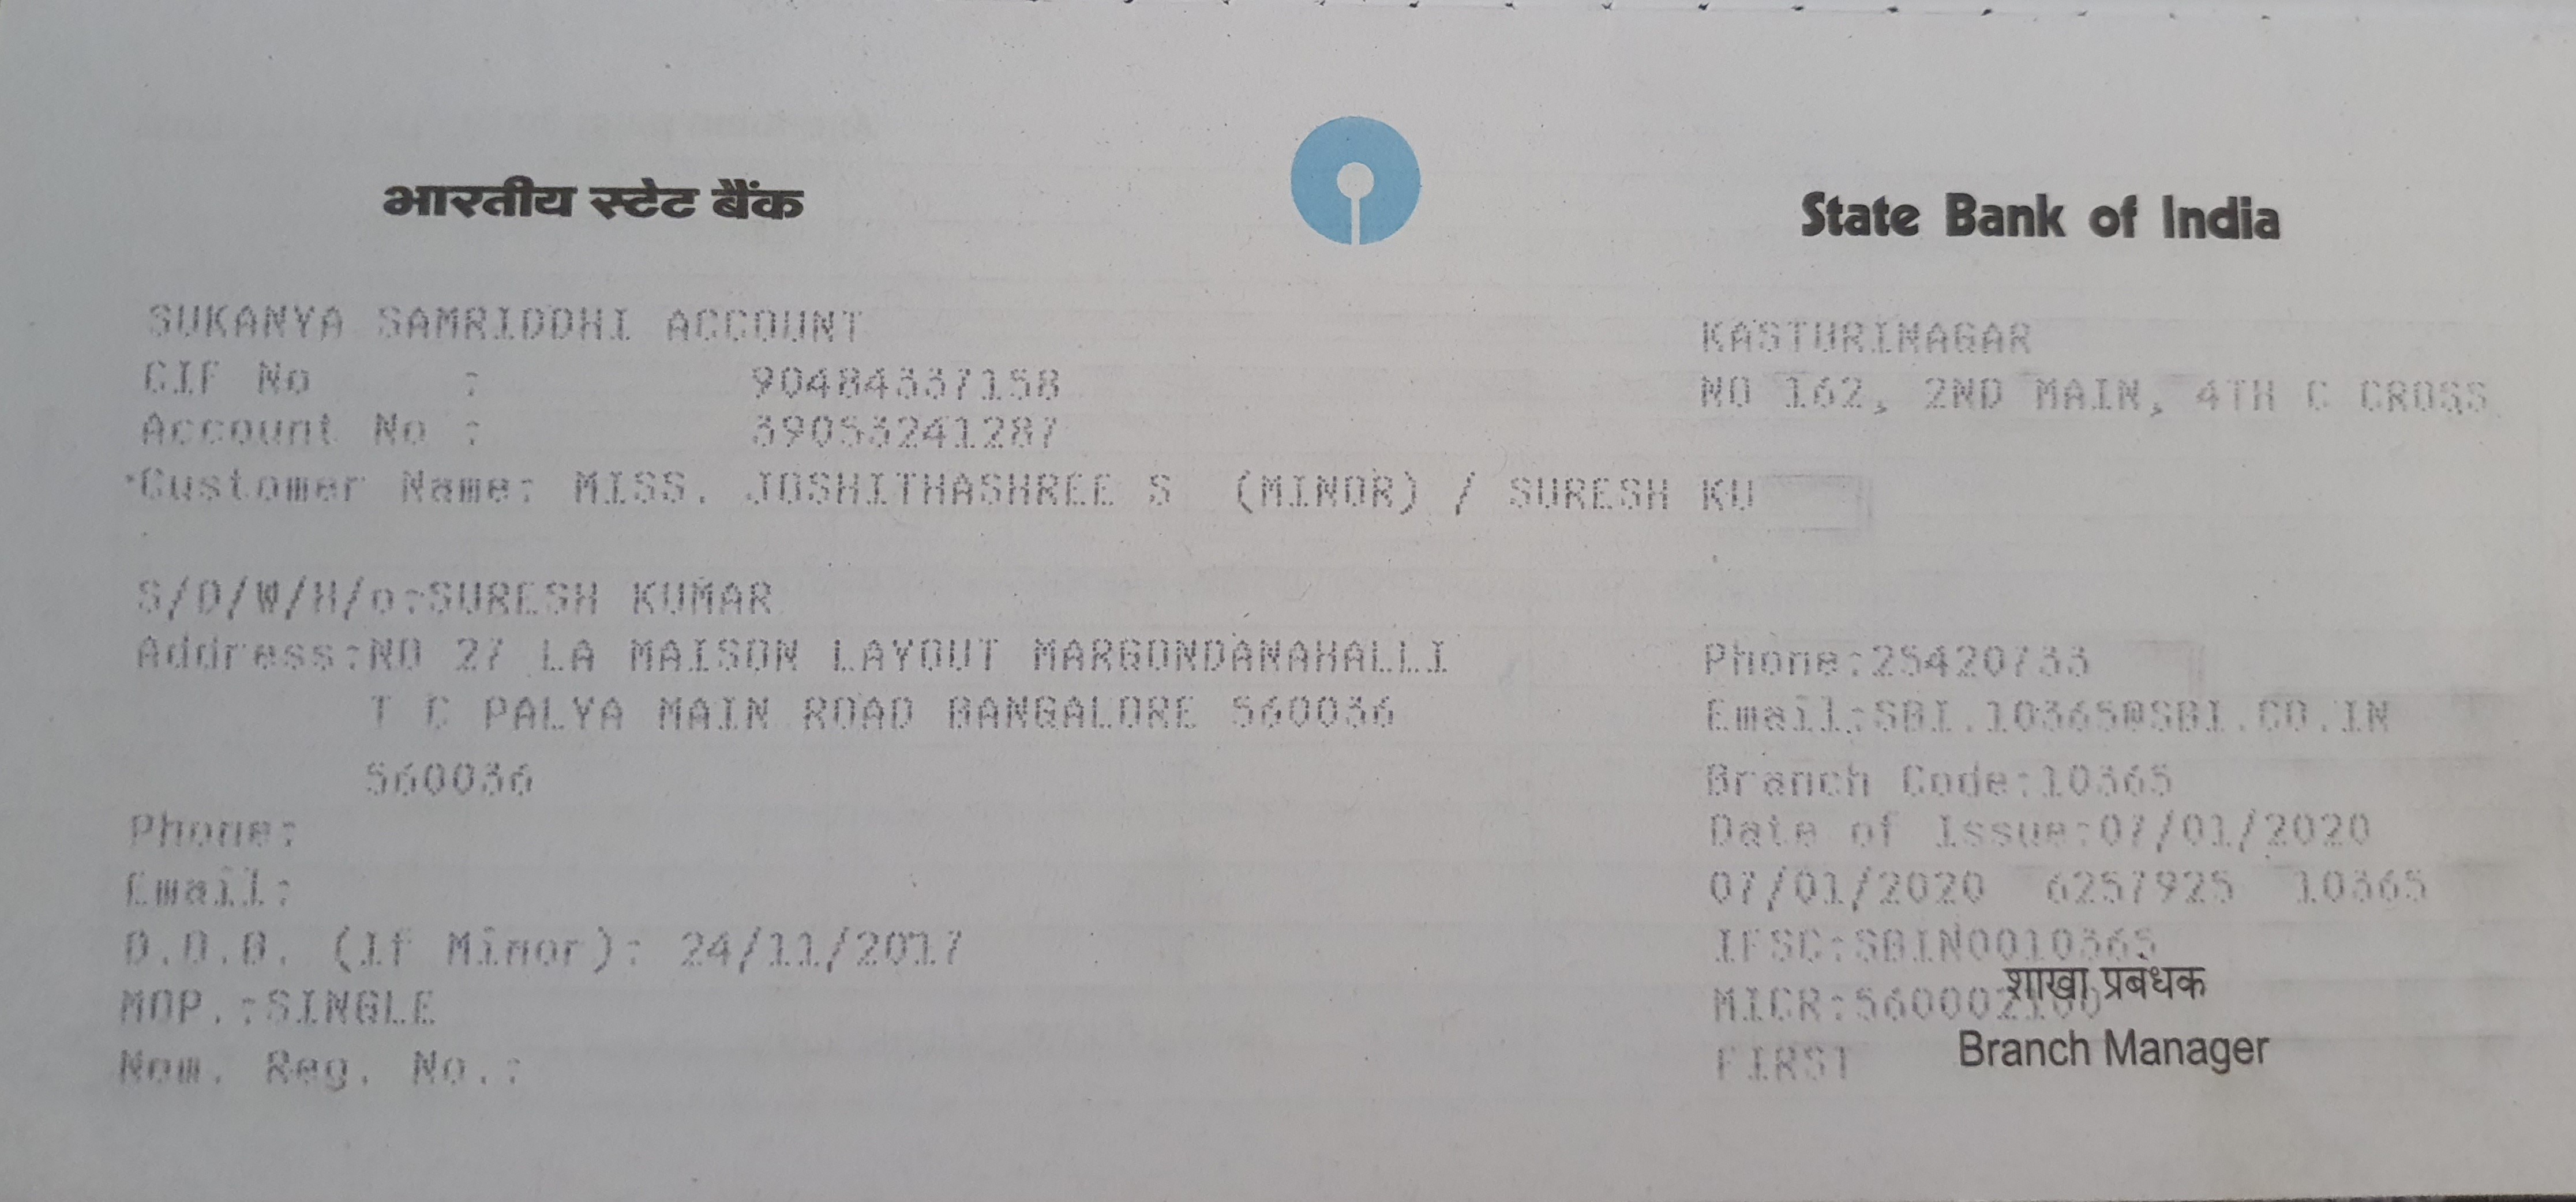 भारतीय स्टेट बैंक
State Bank of India
SUKANYA SAMRIDDHI ACCOUNT
CIF No : 90484337158
Account No : 39053241287
Customer Name: MISS. JOSHITHASHREE S (MINOR) / SURESH KU
S/D/W/H/o:SURESH KUMAR
Address:NO 27 LA MAISON LAYOUT MARGONDANAHALLI
T C PALYA MAIN ROAD BANGALORE 560036
560036
Phone:
Email:
D.O.B. (If Minor): 24/11/2017
MOP.:SINGLE
Nom. Reg. No.:
KASTURINAGAR
NO 162, 2ND MAIN, 4TH C CROSS
Phone:25420733
Email:SBI.10365@SBI.CO.IN
Branch Code:10365
Date of Issue:07/01/2020
07/01/2020 6257925 10365
IFSC:SBIN0010365
MICR:560002100
FIRST
शाखा प्रबंधक
Branch Manager